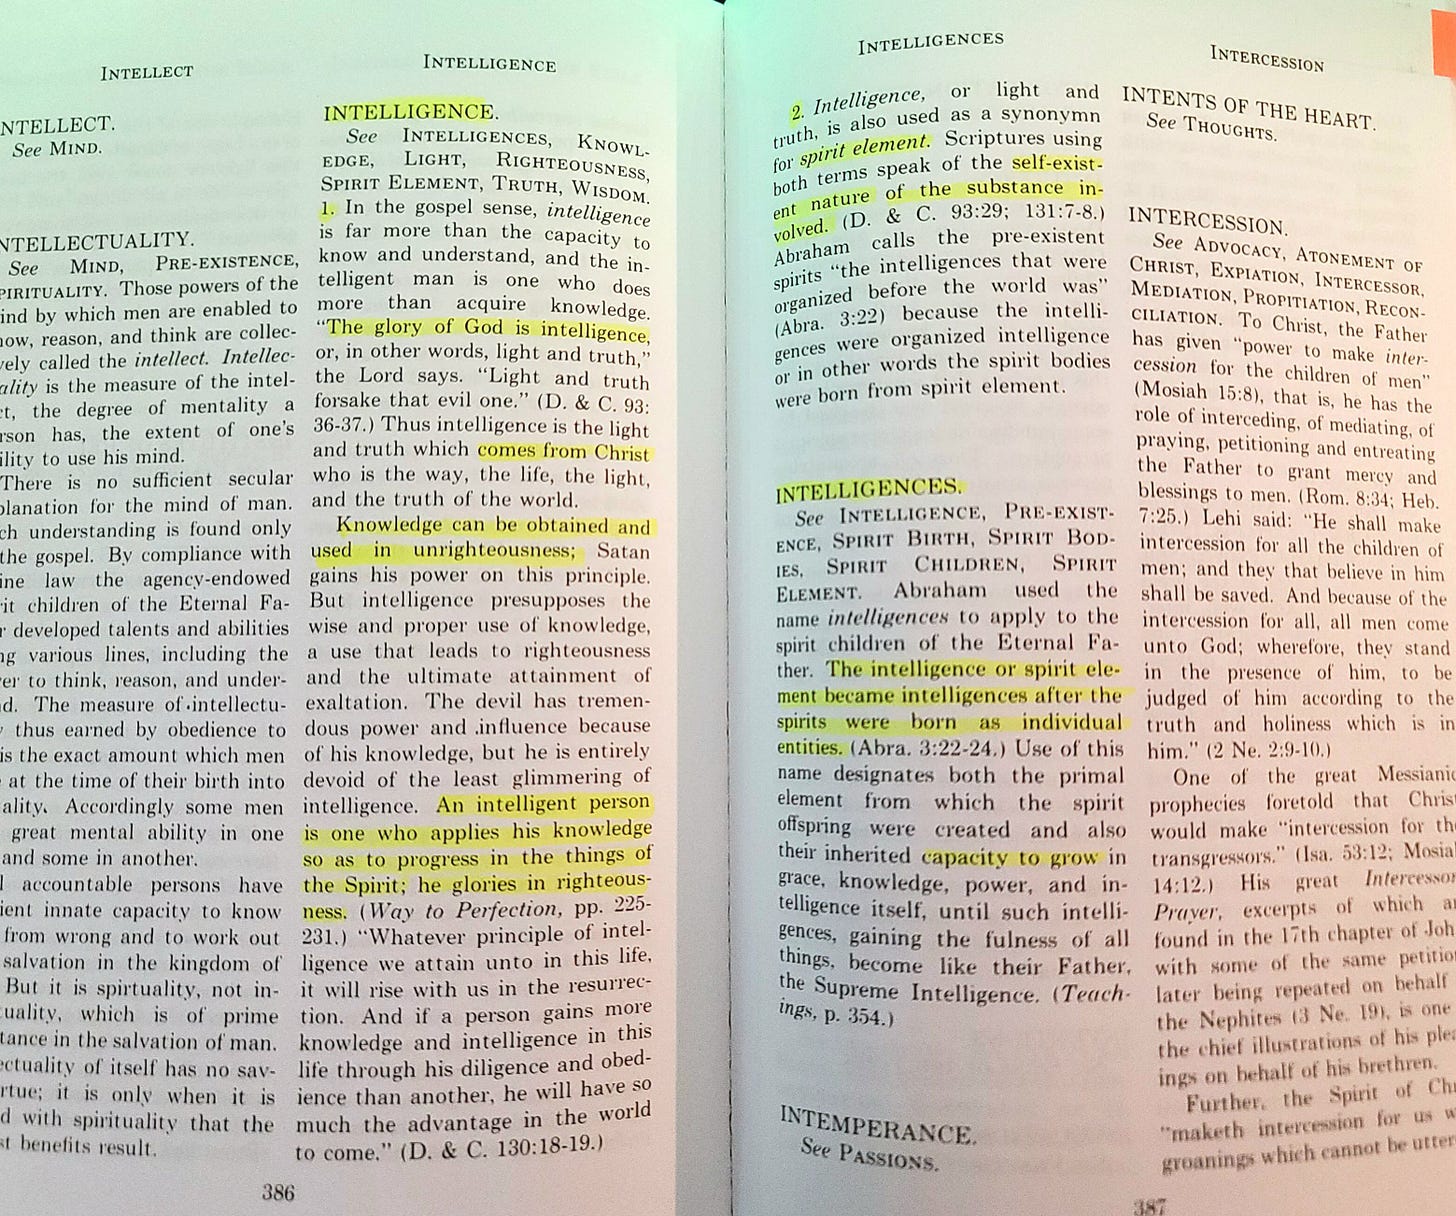 INTELLECT
NTELLECT.
See MIND.
NTELLECTUALITY.
See MIND, PRE-EXISTENCE,
PIRITUALITY. Those powers of the
ind by which men are enabled to
now, reason, and think are collec-
vely called the intellect. Intellec-
ality is the measure of the intel-
ct, the degree of mentality a
rson has, the extent of one's
ility to use his mind.
There is no sufficient secular
planation for the mind of man.
ch understanding is found only
the gospel. By compliance with
ine law the agency-endowed
rit children of the Eternal Fa-
r developed talents and abilities
ng various lines, including the
er to think, reason, and under-
d. The measure of intellectu-
thus earned by obedience to
is the exact amount which men
at the time of their birth into
ality. Accordingly some men
great mental ability in one
and some in another.
l accountable persons have
ient innate capacity to know
from wrong and to work out
salvation in the kingdom of
But it is spirtuality, not in-
uality, which is of prime
tance in the salvation of man.
ectuality of itself has no sav-
rtue; it is only when it is
d with spirituality that the
st benefits result.
INTELLIGENCE
INTELLIGENCE.
See INTELLIGENCES, KNOWL-
EDGE, LIGHT, RIGHTEOUSNESS,
SPIRIT ELEMENT, TRUTH, WISDOM.
1. In the gospel sense, intelligence
is far more than the capacity to
know and understand, and the in-
telligent man is one who does
more than acquire knowledge.
"The glory of God is intelligence,
or, in other words, light and truth,"
the Lord says. "Light and truth
forsake that evil one." (D. & C. 93:
36-37.) Thus intelligence is the light
and truth which comes from Christ
who is the way, the life, the light,
and the truth of the world.
Knowledge can be obtained and
used in unrighteousness; Satan
gains his power on this principle.
But intelligence presupposes the
wise and proper use of knowledge,
a use that leads to righteousness
and the ultimate attainment of
exaltation. The devil has tremen-
dous power and influence because
of his knowledge, but he is entirely
devoid of the least glimmering of
intelligence. An intelligent person
is one who applies his knowledge
so as to progress in the things of
the Spirit; he glories in righteous-
ness. (Way to Perfection, pp. 225-
231.) "Whatever principle of intel-
ligence we attain unto in this life,
it will rise with us in the resurrec-
tion. And if a person gains more
knowledge and intelligence in this
life through his diligence and obed-
ience than another, he will have so
much the advantage in the world
to come." (D. & C. 130:18-19.)
386
INTELLIGENCES
2. Intelligence, or light and
truth, is also used as a synonymn
for spirit element. Scriptures using
both terms speak of the self-exist-
ent nature of the substance in-
volved. (D. & C. 93:29; 131:7-8.)
Abraham calls the pre-existent
spirits "the intelligences that were
organized before the world was"
(Abra. 3:22) because the intelli-
gences were organized intelligence
or in other words the spirit bodies
were born from spirit element.
INTELLIGENCES.
See INTELLIGENCE, PRE-EXIST-
ENCE, SPIRIT BIRTH, SPIRIT BOD-
IES, SPIRIT CHILDREN, SPIRIT
ELEMENT. Abraham used the
name intelligences to apply to the
spirit children of the Eternal Fa-
ther. The intelligence or spirit ele-
ment became intelligences after the
spirits were born as individual
entities. (Abra. 3:22-24.) Use of this
name designates both the primal
element from which the spirit
offspring were created and also
their inherited capacity to grow in
grace, knowledge, power, and in-
telligence itself, until such intelli-
gences, gaining the fulness of all
things, become like their Father,
the Supreme Intelligence. (Teach-
ings, p. 354.)
INTEMPERANCE.
See PASSIONS.
INTERCESSION
INTENTS OF THE HEART.
See THOUGHTS.
INTERCESSION.
See ADVOCACY, ATONEMENT OF
CHRIST, EXPIATION, INTERCESSOR,
MEDIATION, PROPITIATION, RECON-
CILIATION. To Christ, the Father
has given "power to make inter-
cession for the children of men"
(Mosiah 15:8), that is, he has the
role of interceding, of mediating, of
praying, petitioning and entreating
the Father to grant mercy and
blessings to men. (Rom. 8:34; Heb.
7:25.) Lehi said: "He shall make
intercession for all the children of
men; and they that believe in him
shall be saved. And because of the
intercession for all, all men come
unto God; wherefore, they stand
in the presence of him, to be
judged of him according to the
truth and holiness which is in
him." (2 Ne. 2:9-10.)
One of the great Messianic
prophecies foretold that Christ
would make "intercession for the
transgressors." (Isa. 53:12; Mosiah
14:12.) His great Intercessor
Prayer, excerpts of which a
found in the 17th chapter of Joh
with some of the same petitio
later being repeated on behalf
the Nephites (3 Ne. 19), is one
the chief illustrations of his plea
ings on behalf of his brethren.
Further, the Spirit of Ch
"maketh intercession for us w
groanings which cannot be utter
387